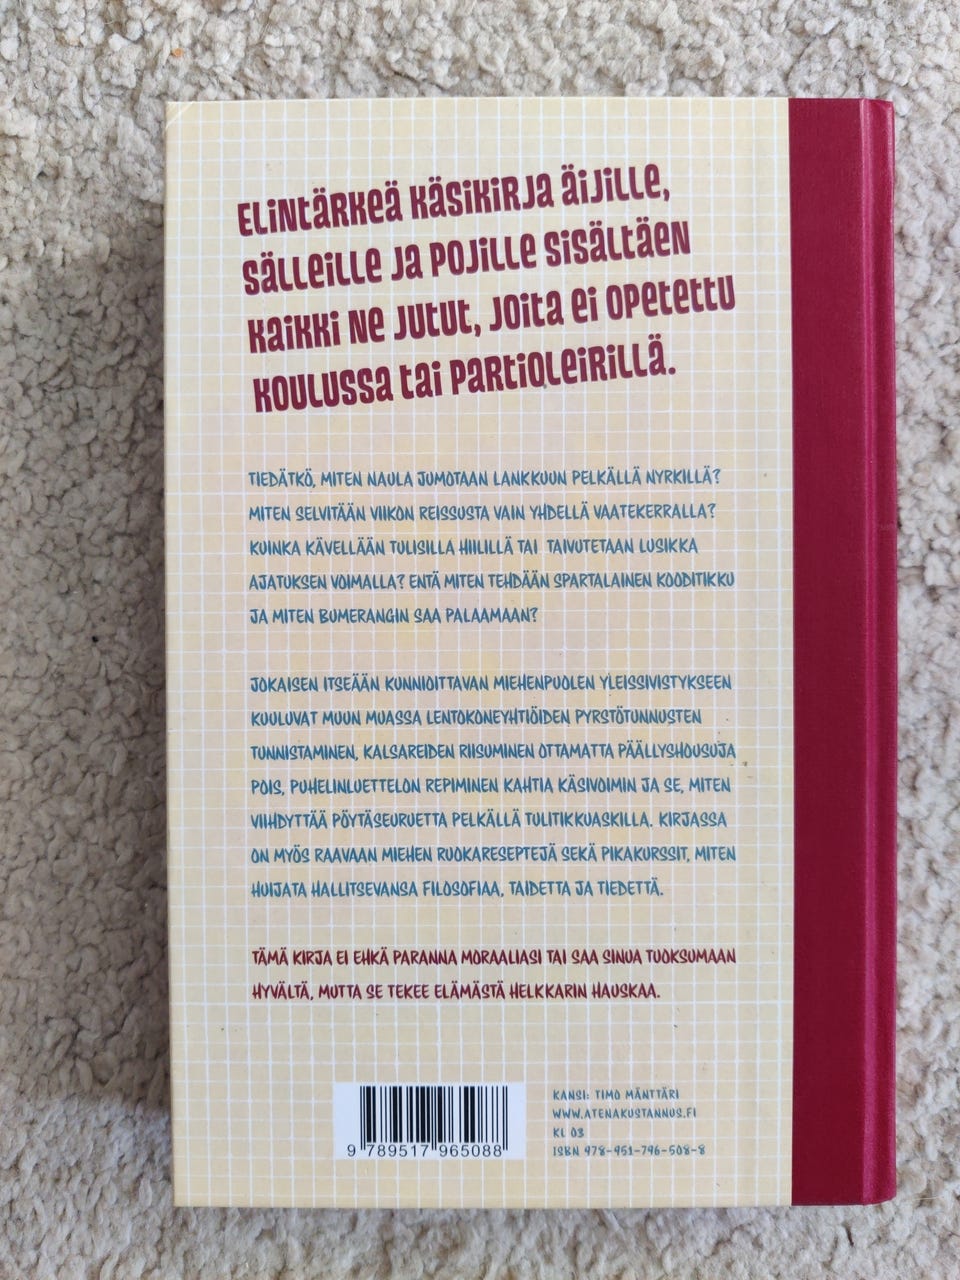 Elintärkeä käsikirja äijille,
sälleille ja pojille sisältäen
kaikki ne jutut, joita ei opetettu
koulussa tai partioleirillä.
TIEDÄTKÖ, MITEN NAULA JUMOTAAN LANKKUUN PELKÄLLÄ NYRKILLÄ?
MITEN SELVITÄÄN VIIKON REISSUSTA VAIN YHDELLÄ VAATEKERRALLA?
KUINKA KÄVELLÄÄN TULISILLA HIILILLÄ TAI TAIVUTETAAN LUSIKKA
AJATUKSEN VOIMALLA? ENTÄ MITEN TEHDÄÄN SPARTALAINEN KOODITIKKU
JA MITEN BUMERANGIN SAA PALAAMAAN?
JOKAISEN ITSEÄÄN KUNNIOITTAVAN MIEHENPUOLEN YLEISSIVISTYKSEEN
KUULUVAT MUUN MUASSA LENTOKONEYHTIÖIDEN PYRSTÖTUNNUSTEN
TUNNISTAMINEN, KALSAREIDEN RIISUMINEN OTTAMATTA PÄÄLLYSHOUSUJA
POIS, PUHELINLUETTELON REPIMINEN KAHTIA KÄSIVOIMIN JA SE, MITEN
VIIHDYTTÄÄ PÖYTÄSEURUETTA PELKÄLLÄ TULITIKKUASKILLA. KIRJASSA
ON MYÖS RAAVAAN MIEHEN RUOKARESEPTEJÄ SEKÄ PIKAKURSSIT, MITEN
HUIJATA HALLITSEVANSA FILOSOFIAA, TAIDETTA JA TIEDETTÄ.
TÄMÄ KIRJA EI EHKÄ PARANNA MORAALIASI TAI SAA SINUA TUOKSUMAAN
HYVÄLTÄ, MUTTA SE TEKEE ELÄMÄSTÄ HELKKARIN HAUSKAA.
KANSI: TIMO MÄNTTÄRI
WWW.ATENAKUSTANNUS.FI
KL 03
ISBN 978-951-796-508-8
9 789517 965088